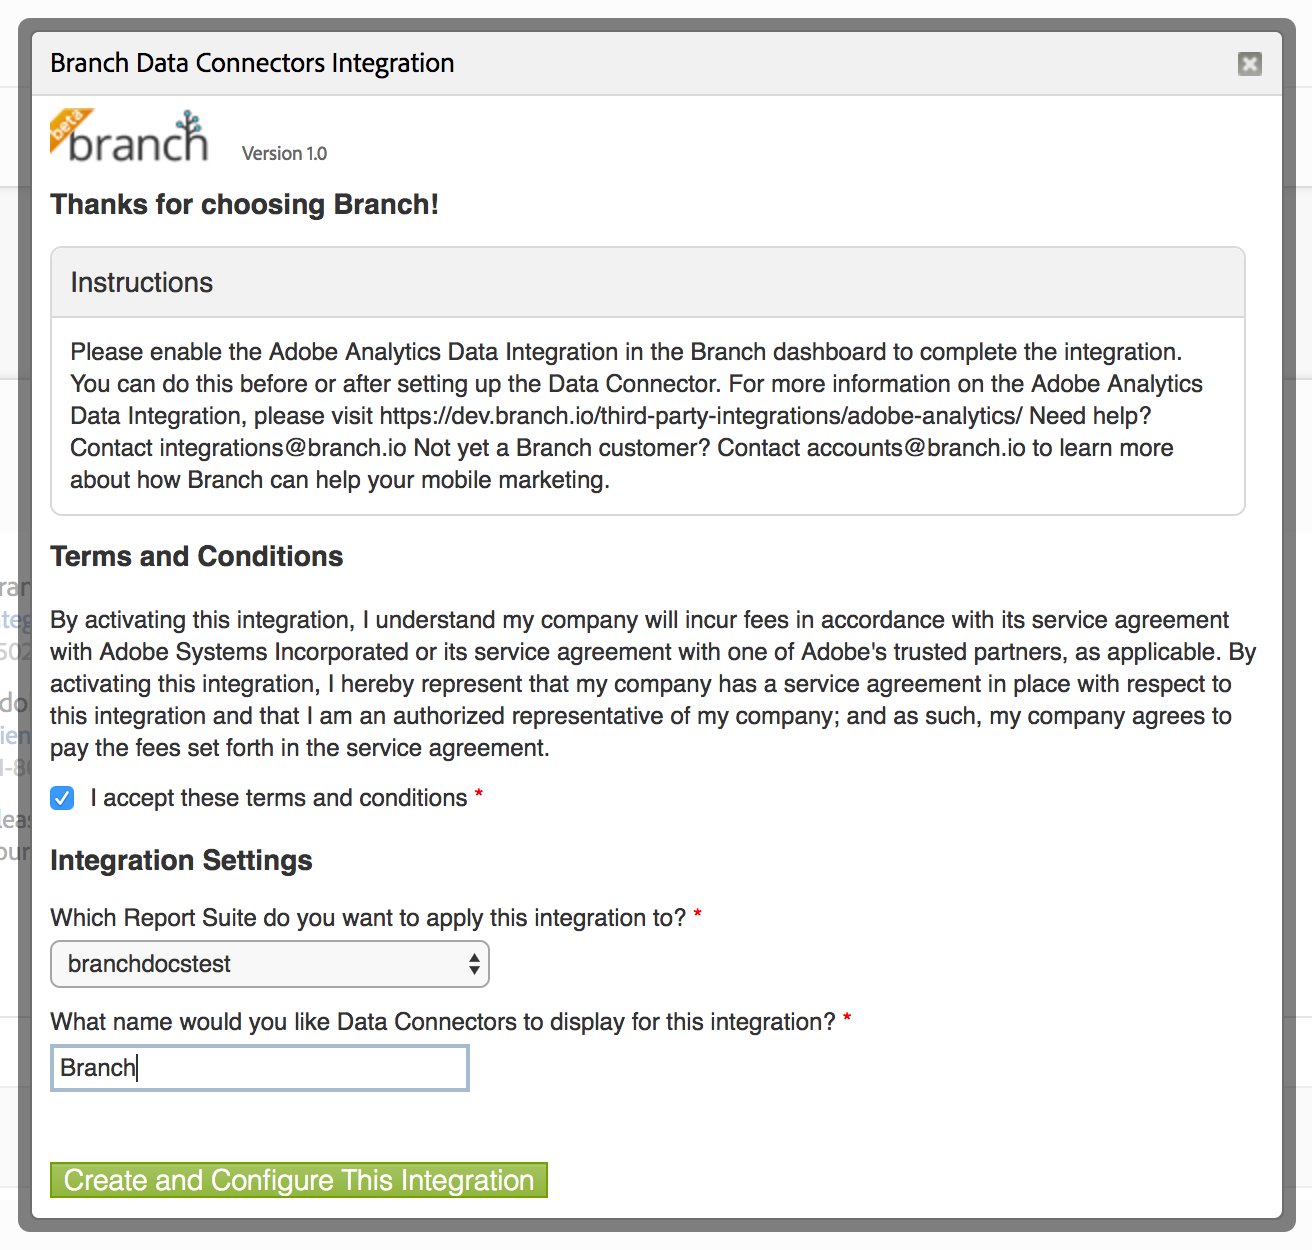 Branch Data Connectors Integration
beta
branch
Version 1.0
Thanks for choosing Branch!
Instructions
Please enable the Adobe Analytics Data Integration in the Branch dashboard to complete the integration.
You can do this before or after setting up the Data Connector. For more information on the Adobe Analytics
Data Integration, please visit https://dev.branch.io/third-party-integrations/adobe-analytics/ Need help?
Contact integrations@branch.io Not yet a Branch customer? Contact accounts@branch.io to learn more
about how Branch can help your mobile marketing.
Terms and Conditions
By activating this integration, I understand my company will incur fees in accordance with its service agreement
with Adobe Systems Incorporated or its service agreement with one of Adobe's trusted partners, as applicable. By
activating this integration, I hereby represent that my company has a service agreement in place with respect to
this integration and that I am an authorized representative of my company; and as such, my company agrees to
pay the fees set forth in the service agreement.
I accept these terms and conditions *
Integration Settings
Which Report Suite do you want to apply this integration to? *
branchdocstest
What name would you like Data Connectors to display for this integration? *
Branch
Create and Configure This Integration